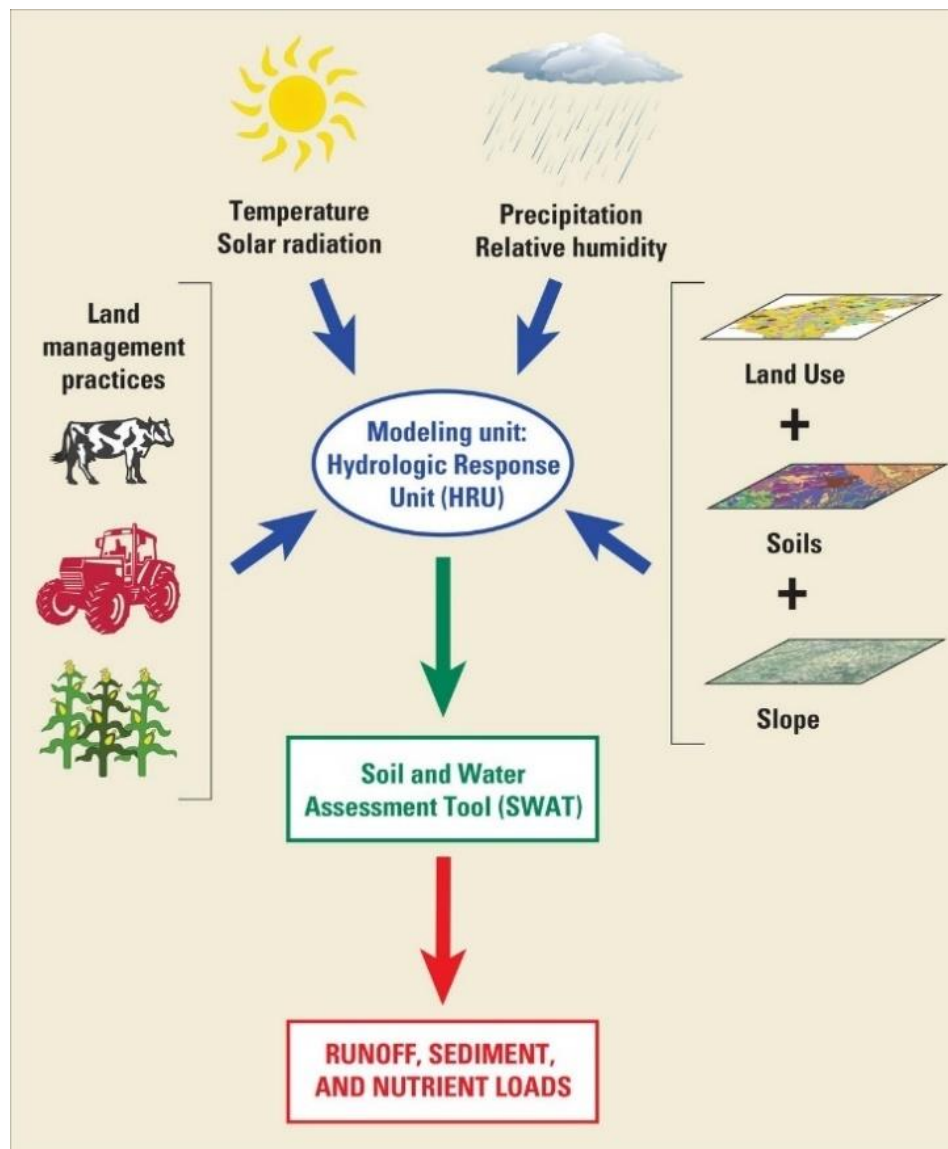 Temperature
Solar radiation
Precipitation
Relative humidity
Land
management
practices
Modeling unit:
Hydrologic Response
Unit (HRU)
Land Use
+
Soils
+
Slope
Soil and Water
Assessment Tool (SWAT)
RUNOFF, SEDIMENT,
AND NUTRIENT LOADS